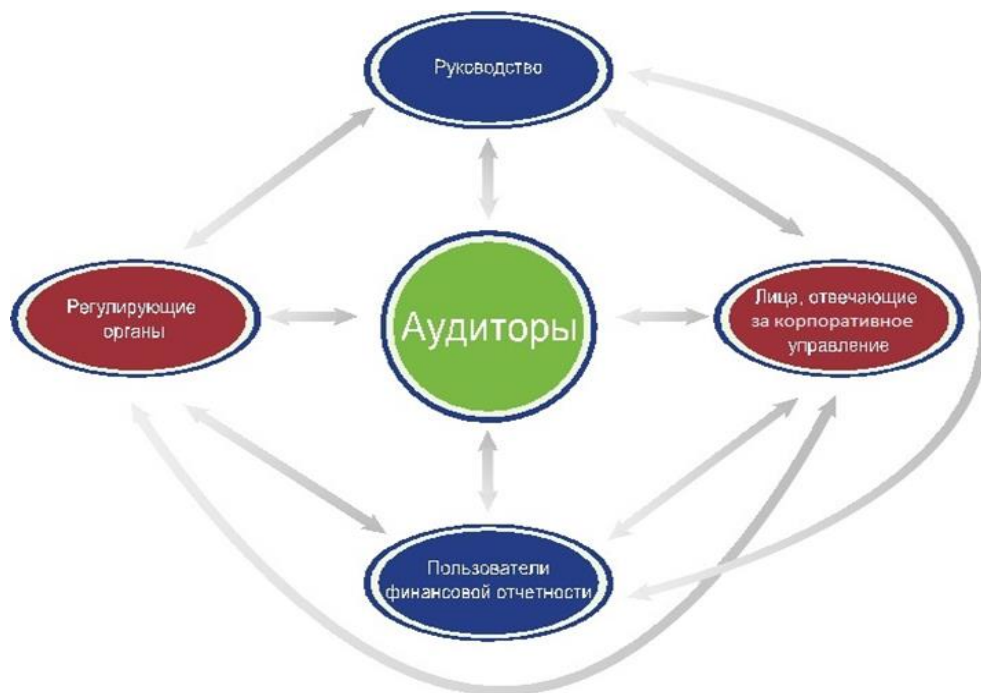 Руководство
Регулирующие
органы
Аудиторы
Лица, отвечающие
за корпоративное
управление
Пользователи
финансовой отчетности